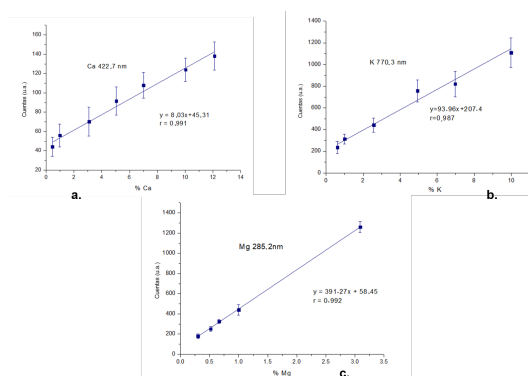 160
140
120
100
80
60
40
20
0
2
4
6
8
10
12
14
Cuentas (u.a.)
Ca 422,7 nm
y = 8,03x+45,31
r = 0,991
% Ca
a.
1400
1200
1000
800
600
400
200
0
0
2
4
6
8
10
Cuentas (u.a.)
K 770,3 nm
y=93.96x+207.4
r=0,987
% K
b.
1600
1400
1200
1000
800
600
400
200
0
0.0
0.5
1.0
1.5
2.0
2.5
3.0
3.5
Cuentas (u.a.)
Mg 285,2nm
y = 391-27x + 58.45
r = 0.992
% Mg
c.